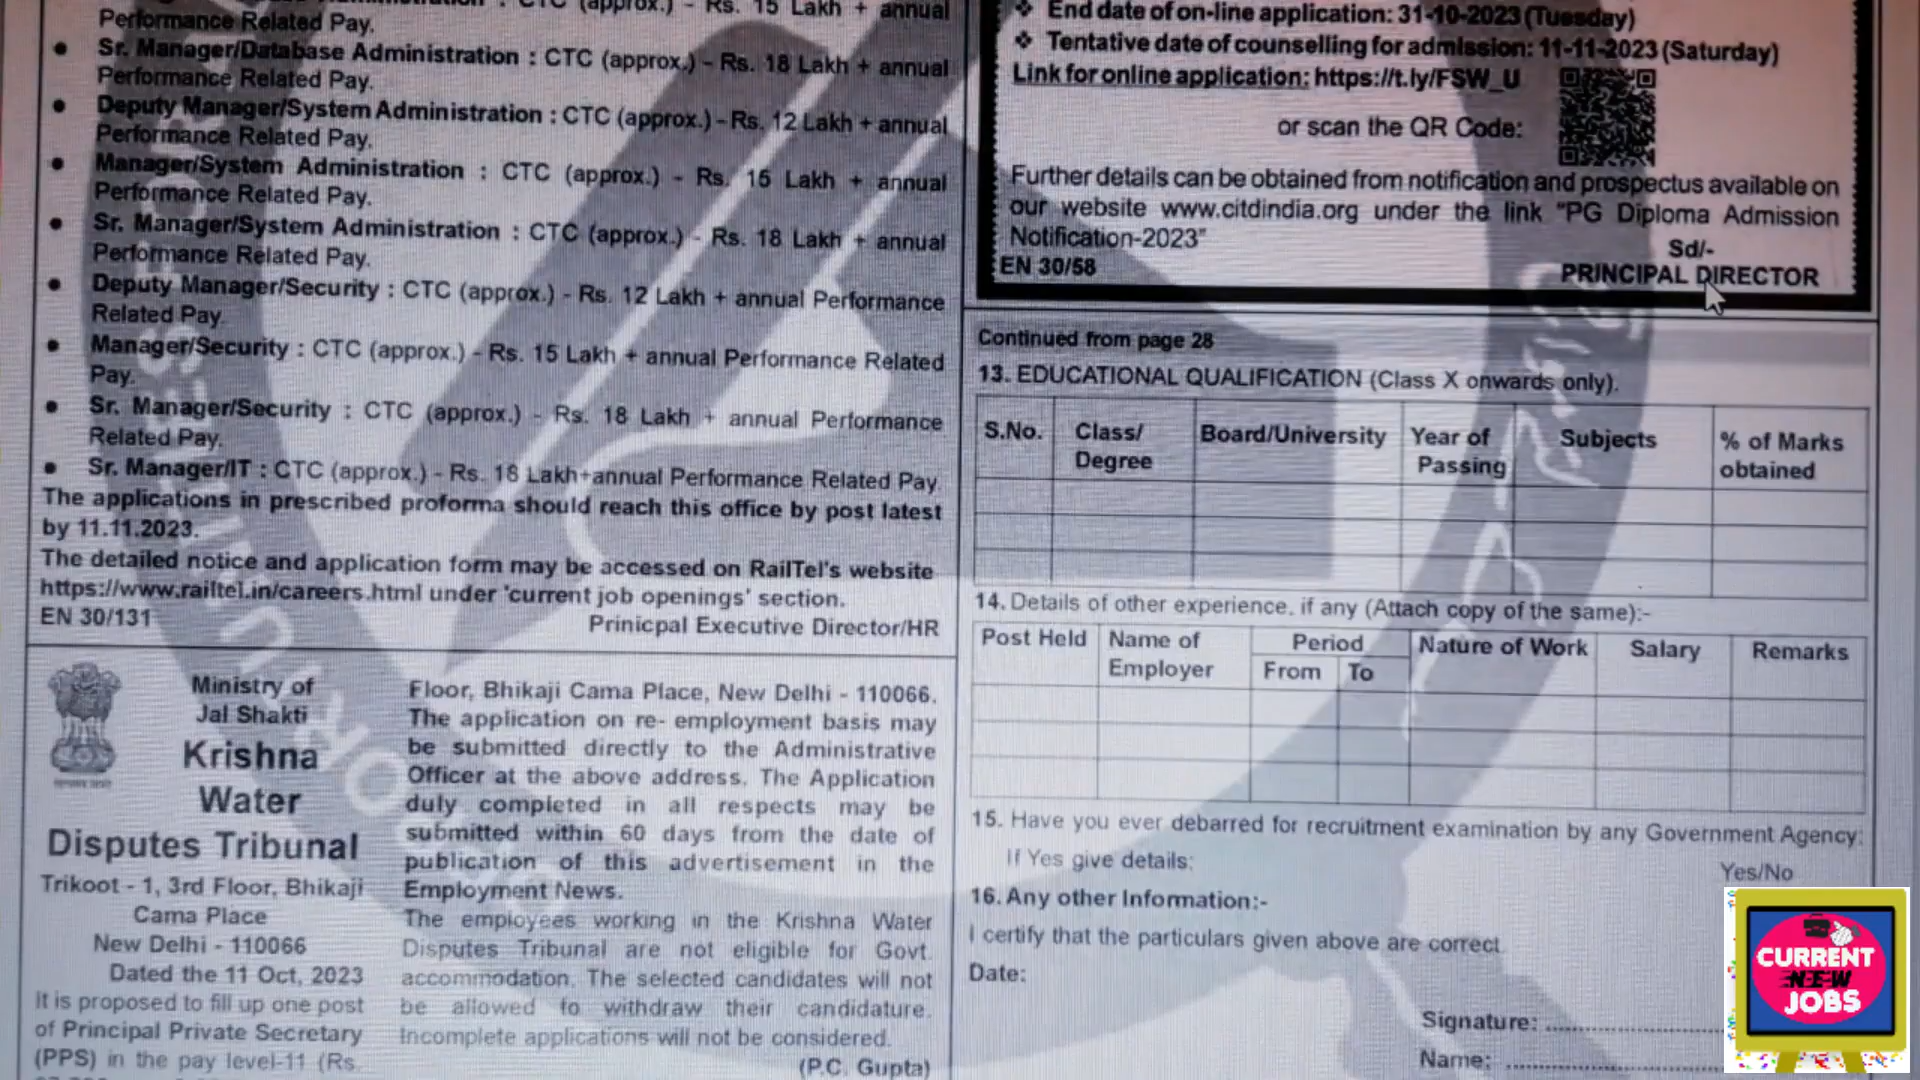 Performance Related Pay.
CTC (approx.) - Rs. 15 Lakh + annual
• Sr. Manager/Database Administration : CTC (approx.) - Rs. 18 Lakh + annual
Performance Related Pay.
• Deputy Manager/System Administration : CTC (approx.) - Rs. 12 Lakh + annual
Performance Related Pay.
• Manager/System Administration : CTC (approx.) - Rs. 15 Lakh + annual
Performance Related Pay.
• Sr. Manager/System Administration : CTC (approx.) - Rs. 18 Lakh + annual
Performance Related Pay.
• Deputy Manager/Security : CTC (approx.) - Rs. 12 Lakh + annual Performance
Related Pay.
• Manager/Security : CTC (approx.) - Rs. 15 Lakh + annual Performance Related
Pay.
• Sr. Manager/Security : CTC (approx.) - Rs. 18 Lakh + annual Performance
Related Pay.
• Sr. Manager/IT : CTC (approx.) - Rs. 18 Lakh+annual Performance Related Pay.
The applications in prescribed proforma should reach this office by post latest
by 11.11.2023.
The detailed notice and application form may be accessed on RailTel's website
https://www.railtel.in/careers.html under 'current job openings' section.
EN 30/131
Prinicpal Executive Director/HR
Ministry of
Jal Shakti
Krishna
Water
Disputes Tribunal
Trikoot - 1, 3rd Floor, Bhikaji
Cama Place
New Delhi - 110066
Dated the 11 Oct, 2023
It is proposed to fill up one post
of Principal Private Secretary
(PPS) in the pay level-11 (Rs.
Floor, Bhikaji Cama Place, New Delhi - 110066.
The application on re- employment basis may
be submitted directly to the Administrative
Officer at the above address. The Application
duly completed in all respects may be
submitted within 60 days from the date of
publication of this advertisement in the
Employment News.
The employees working in the Krishna Water
Disputes Tribunal are not eligible for Govt.
accommodation. The selected candidates will not
be allowed to withdraw their candidature.
Incomplete applications will not be considered.
(P.C. Gupta)
❖ End date of on-line application: 31-10-2023 (Tuesday)
❖ Tentative date of counselling for admission: 11-11-2023 (Saturday)
Link for online application: https://t.ly/FSW_U
or scan the QR Code:
Further details can be obtained from notification and prospectus available on
our website www.citdindia.org under the link "PG Diploma Admission
Notification-2023"
Sd/-
EN 30/58
PRINCIPAL DIRECTOR
Continued from page 28
13. EDUCATIONAL QUALIFICATION (Class X onwards only).
S.No. Class/ Board/University Year of Subjects % of Marks
Degree Passing obtained
14. Details of other experience, if any (Attach copy of the same):-
Post Held Name of Period Nature of Work Salary Remarks
Employer From To
15. Have you ever debarred for recruitment examination by any Government Agency:
If Yes give details:
Yes/No
16. Any other Information:-
I certify that the particulars given above are correct.
Date:
Signature: ........................
Name: ........................
CURRENT
NEW
JOBS